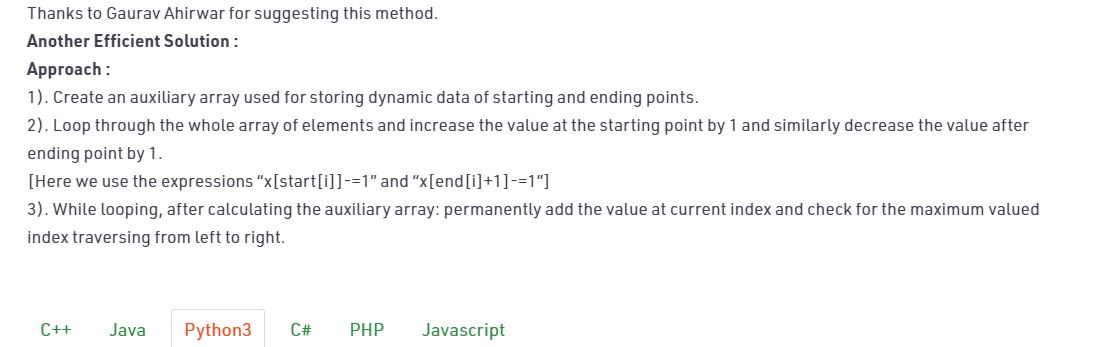 Thanks to Gaurav Ahirwar for suggesting this method.
Another Efficient Solution :
Approach :
1). Create an auxiliary array used for storing dynamic data of starting and ending points.
2). Loop through the whole array of elements and increase the value at the starting point by 1 and similarly decrease the value after
ending point by 1.
[Here we use the expressions “x[start[i]]-=1” and “x[end[i]+1]-=1”]
3). While looping, after calculating the auxiliary array: permanently add the value at current index and check for the maximum valued
index traversing from left to right.
C++ Java Python3 C# PHP Javascript